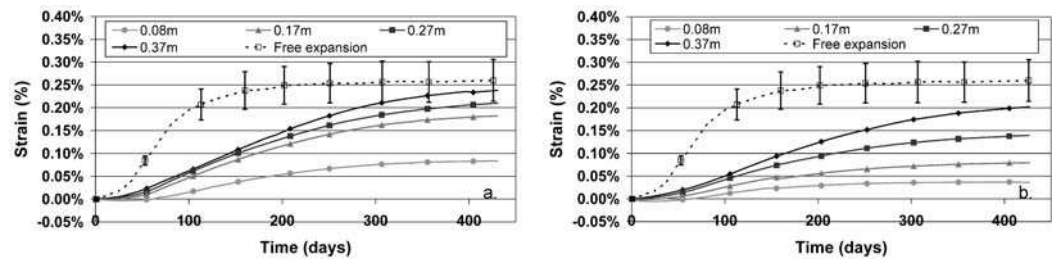 0.40%
0.35%
0.30%
0.25%
0.20%
0.15%
0.10%
0.05%
0.00%
-0.05%
Strain (%)
0.08m 0.17m 0.27m
0.37m Free expansion
0 100 200 300 400
Time (days)
a.
0.40%
0.35%
0.30%
0.25%
0.20%
0.15%
0.10%
0.05%
0.00%
-0.05%
Strain (%)
0.08m 0.17m 0.27m
0.37m Free expansion
0 100 200 300 400
Time (days)
b.